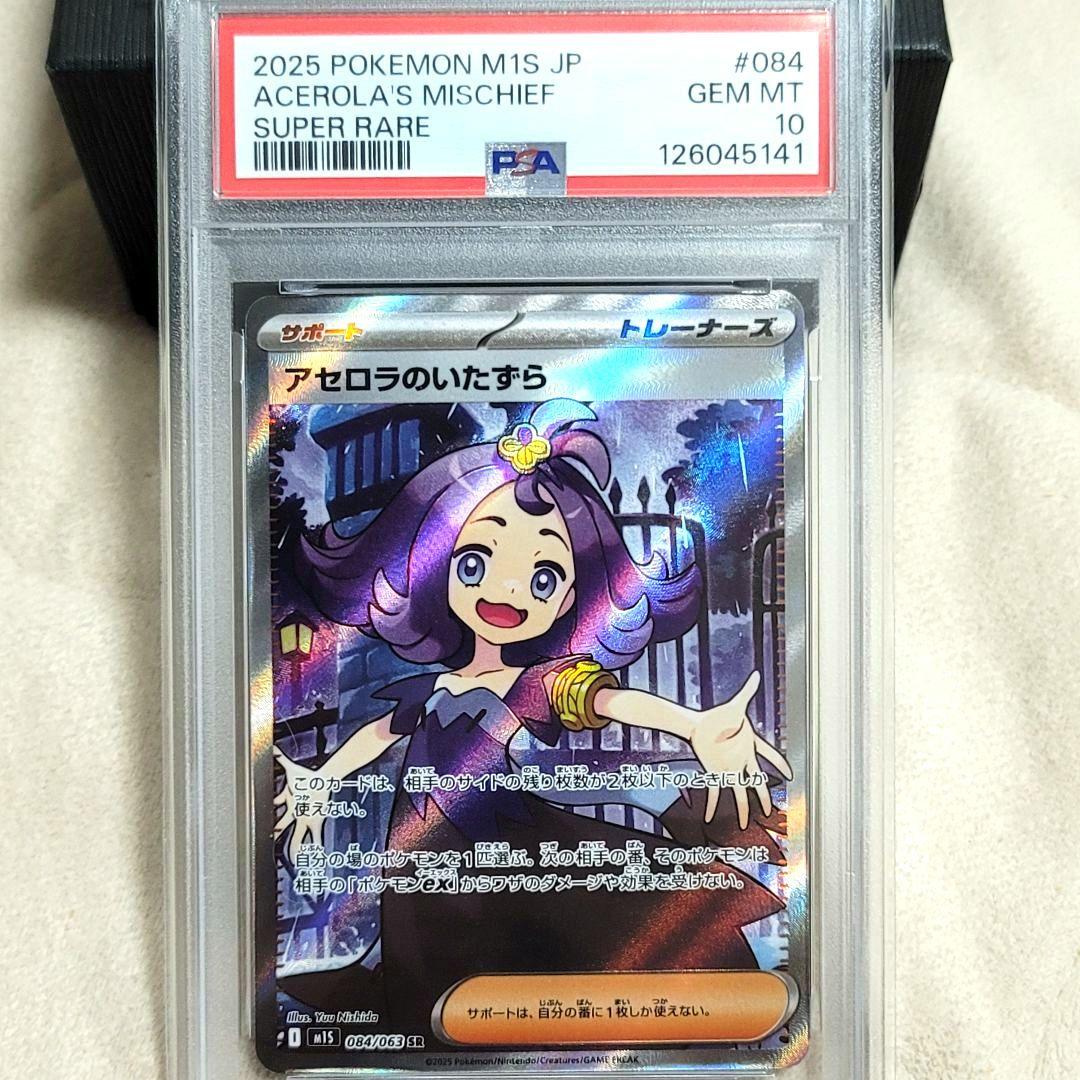 2025 POKEMON M1S JP #084
ACEROLA'S MISCHIEF GEM MT
SUPER RARE 10
PSA 126045141
サポート トレーナーズ
アセロラのいたずら
このカードは、相手のサイドの残り枚数が2枚以下のときにしか
使えない。
自分の場のポケモンを1匹選ぶ。次の相手の番、そのポケモンは
相手の「ポケモンex」からワザのダメージや効果を受けない。
サポートは、自分の番に1枚しか使えない。
Illus. Yuu Nishida
M1S 084/063 SR
©2025 Pokémon/Nintendo/Creatures/GAME FREAK